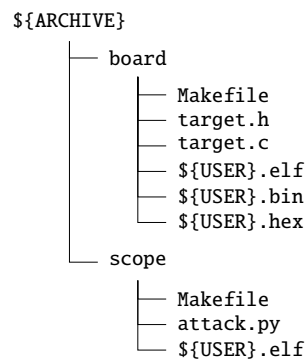 ${ARCHIVE}
board
Makefile
target.h
target.c
${USER}.elf
${USER}.bin
${USER}.hex
scope
Makefile
attack.py
${USER}.elf